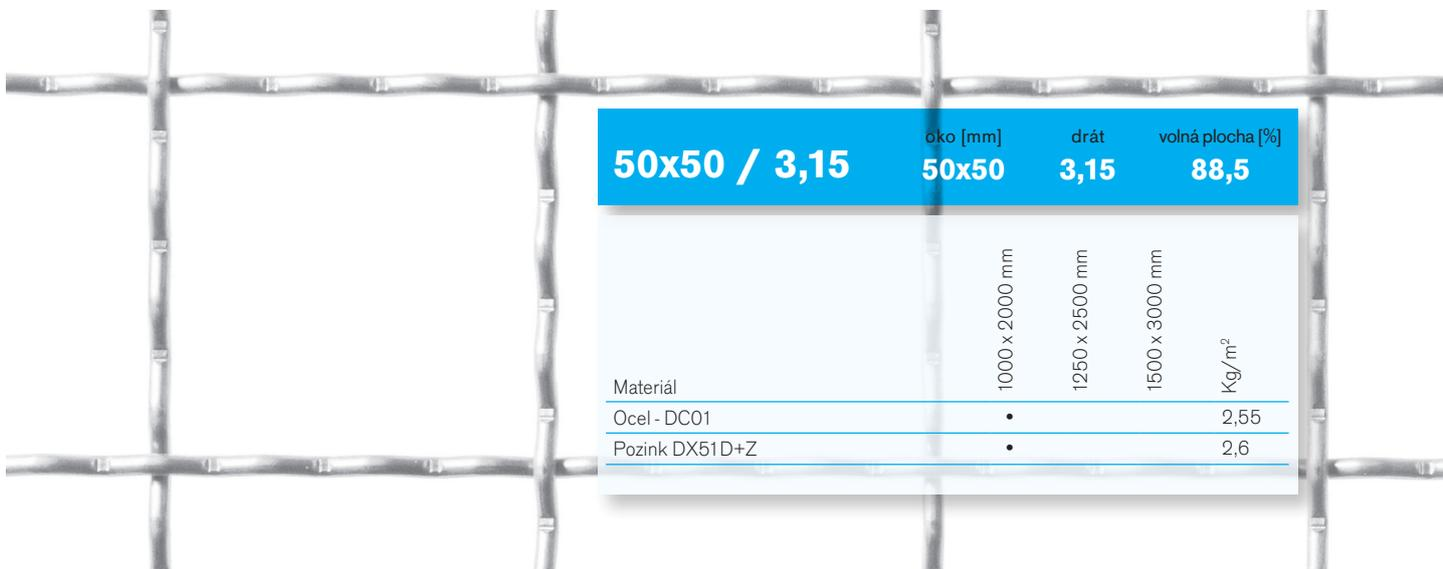 50x50 / 3,15
oko [mm] drát volná plocha [%]
50x50 3,15 88,5
Materiál 1000 x 2000 mm 1250 x 2500 mm 1500 x 3000 mm Kg/m²
Ocel - DC01 • 2,55
Pozink DX51D+Z • 2,6